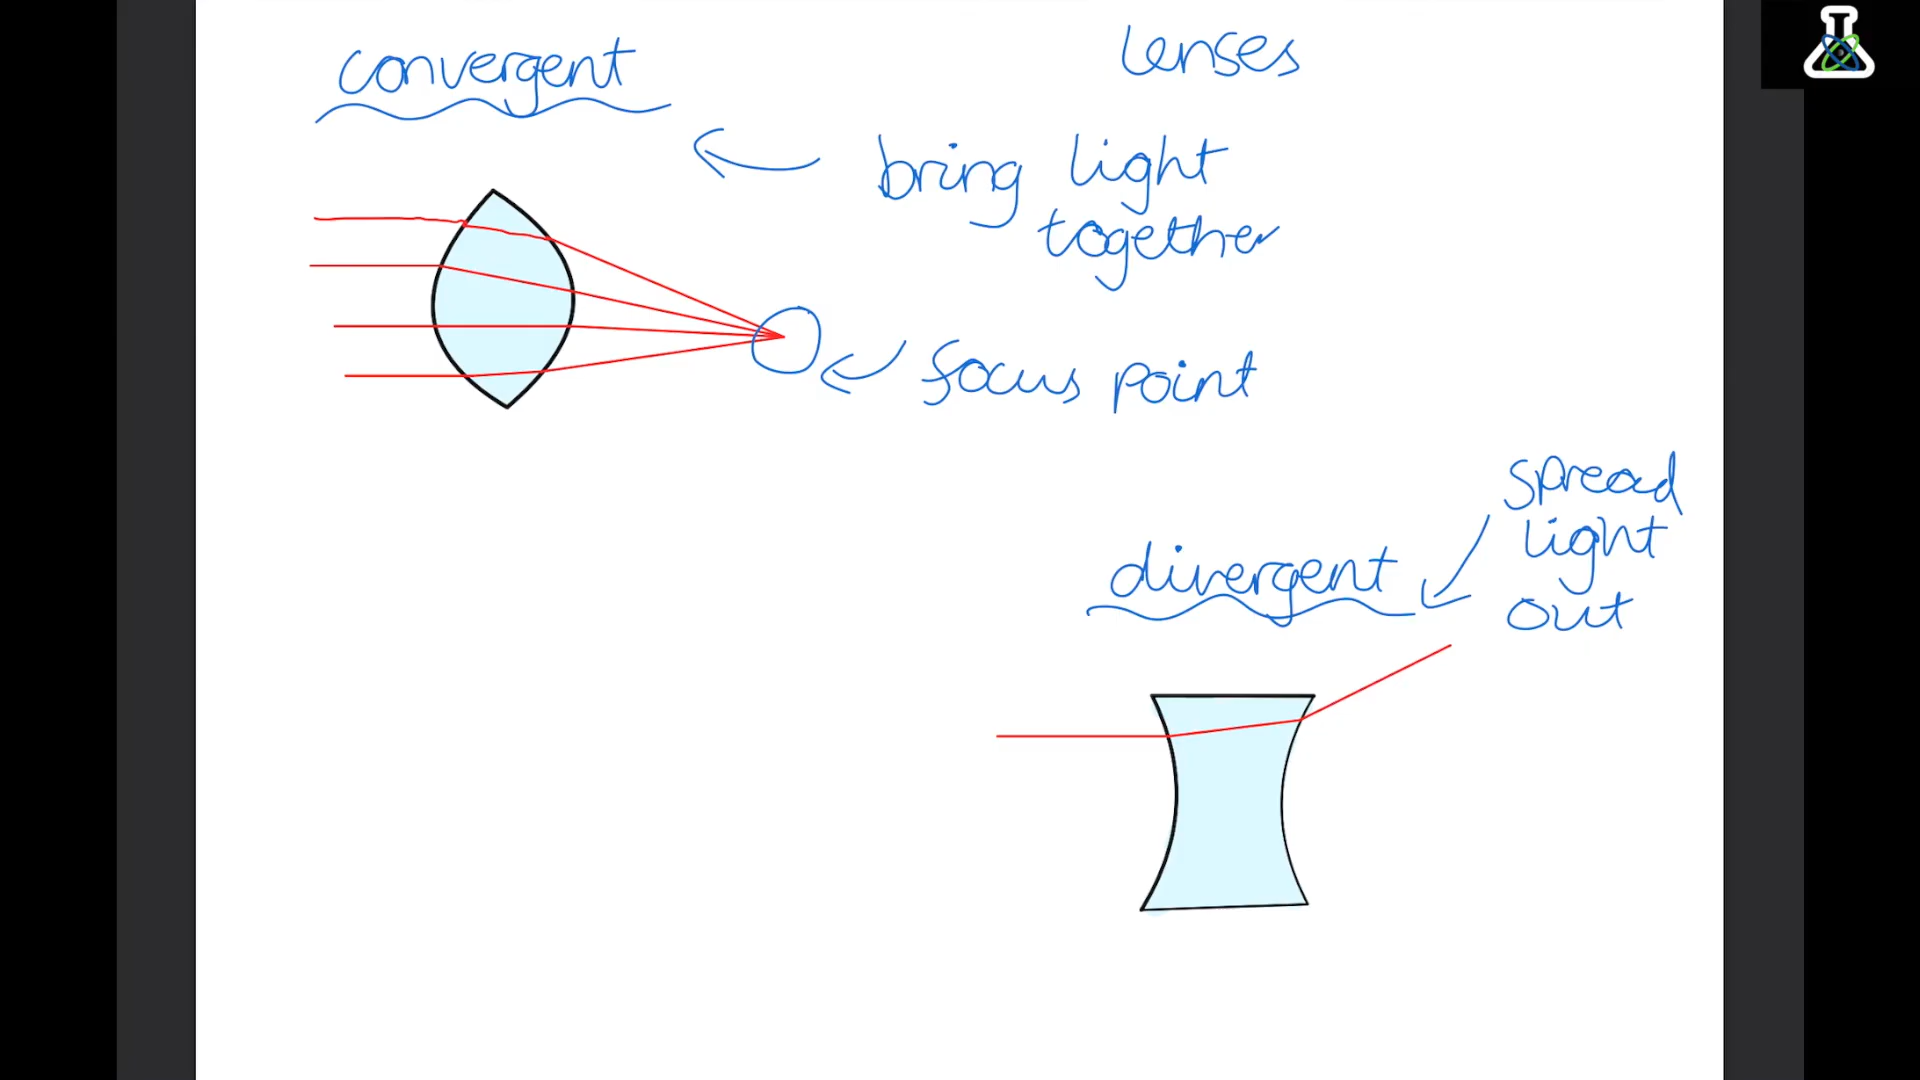 convergent
lenses
bring light
together
focus point
spread
light
out
divergent